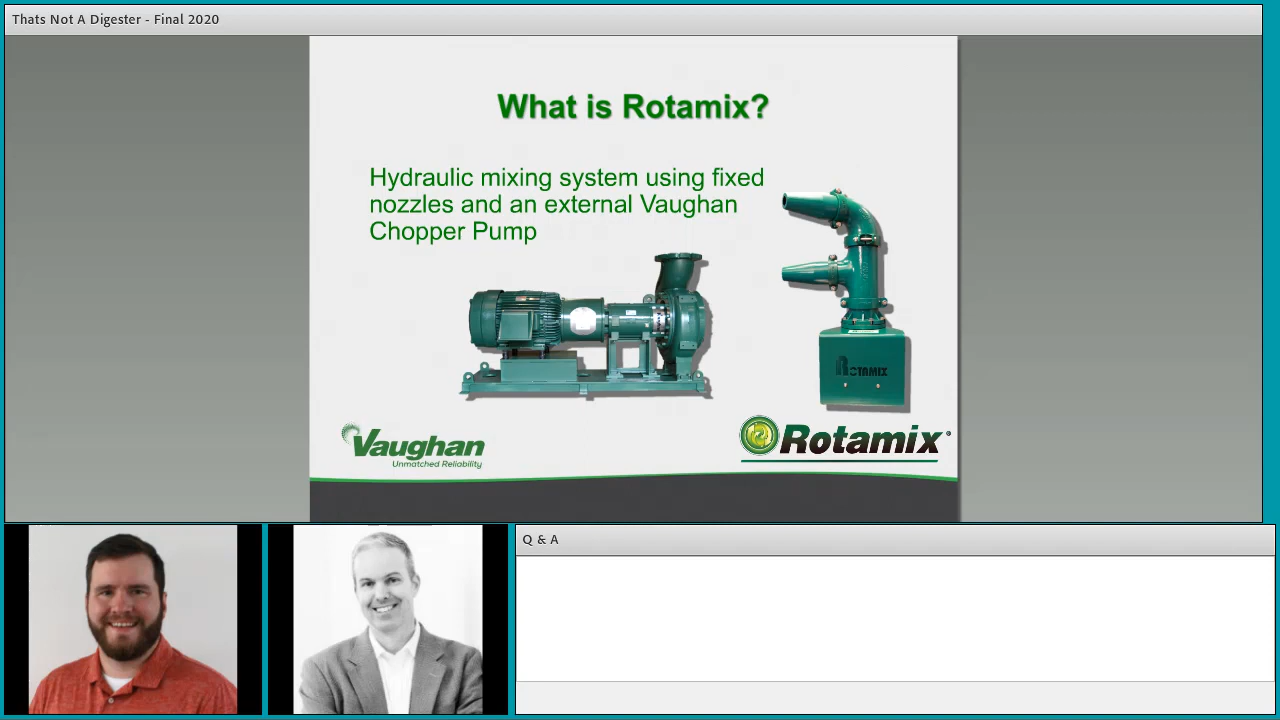 Thats Not A Digester - Final 2020
What is Rotamix?
Hydraulic mixing system using fixed
nozzles and an external Vaughan
Chopper Pump
ROTAMIX
Vaughan
Unmatched Reliability
Rotamix®
Q & A